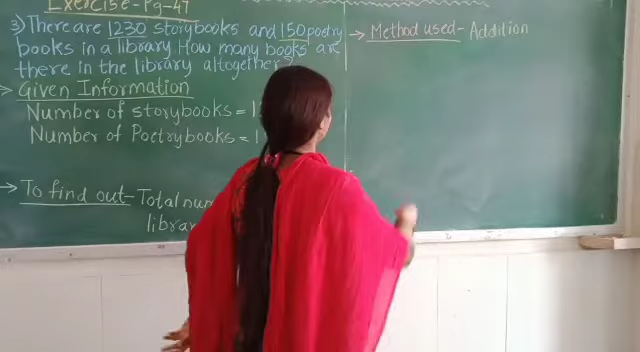 Exercise-Pg-47
3) There are 1230 storybooks and 150 poetry
books in a library. How many books are
there in the library altogether?
→ Given Information
Number of storybooks = 1
Number of Poetrybooks = 1
→ To find out - Total num
libra
→ Method used - Addition